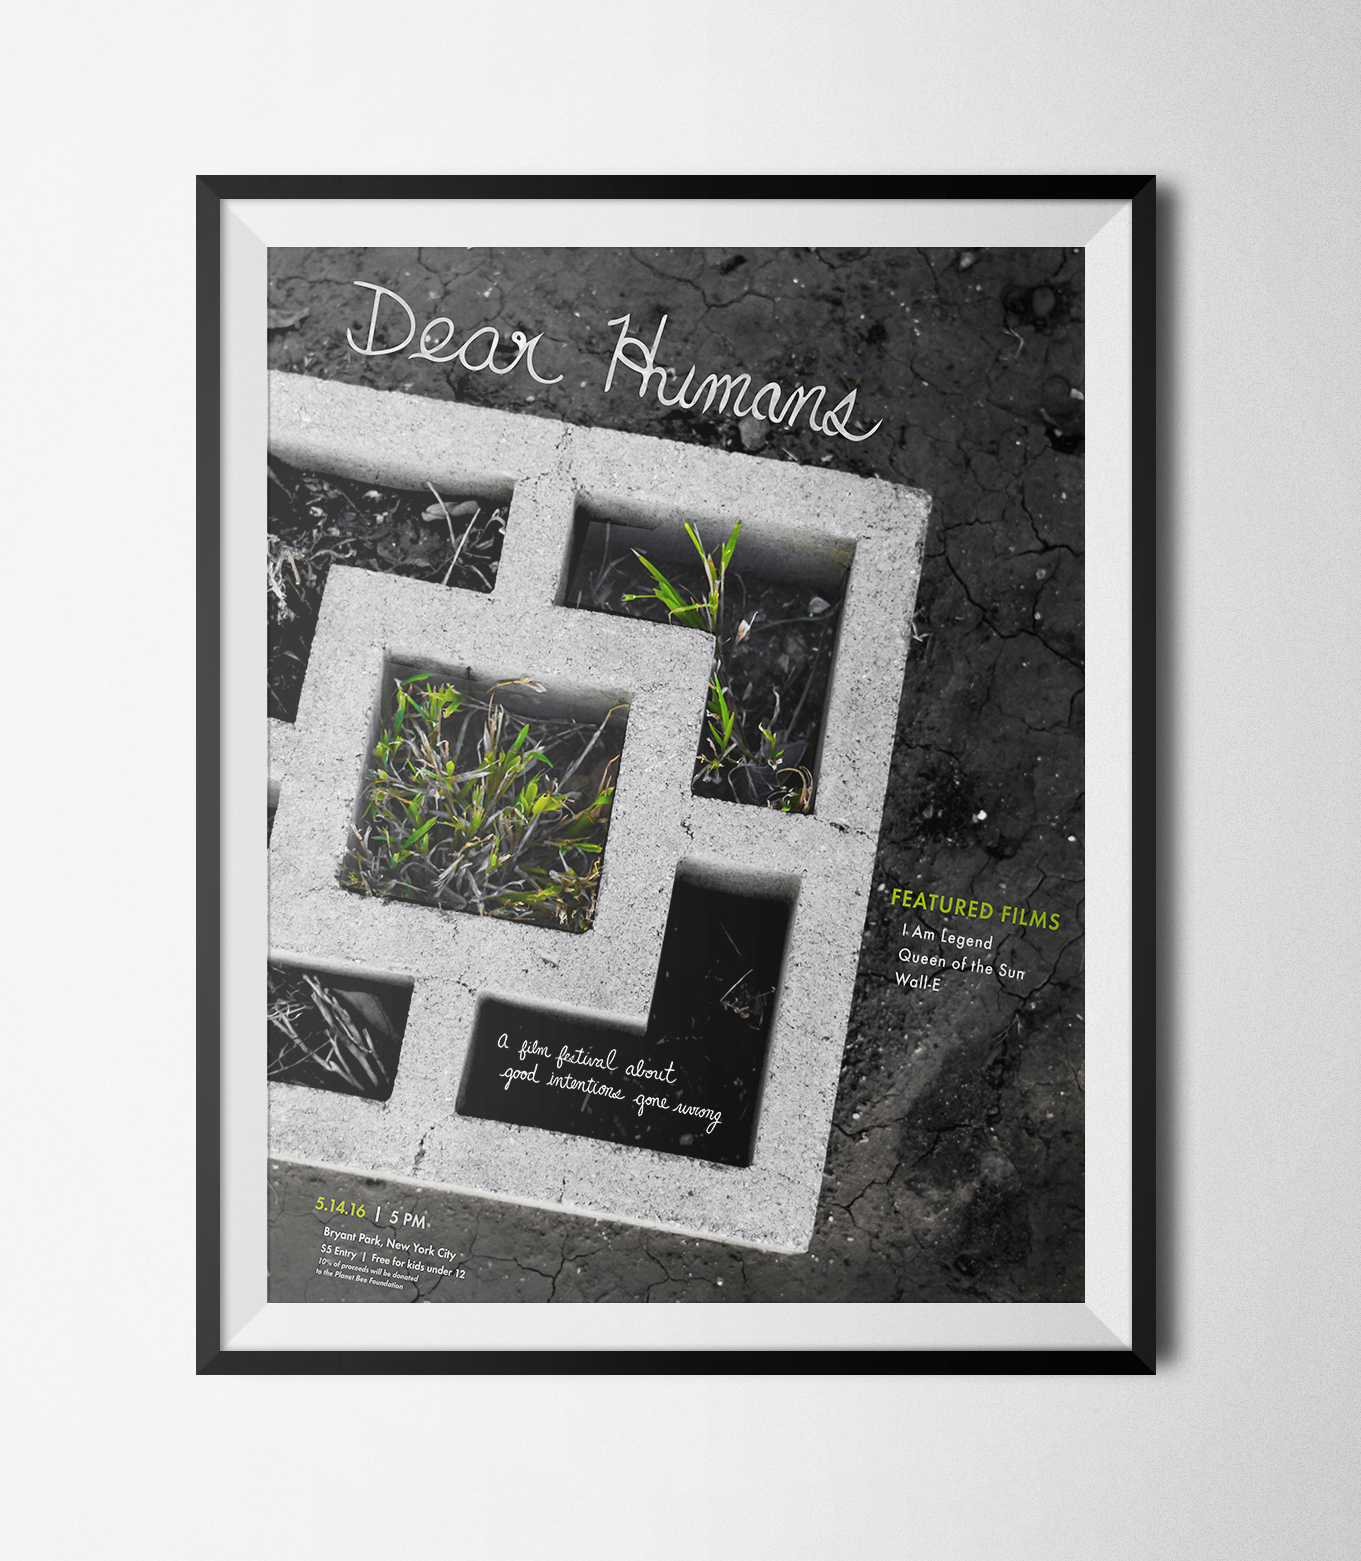 Dear Humans
FEATURED FILMS
I Am Legend
Queen of the Sun
Wall-E
A film festival about
good intentions gone wrong
5.14.16 | 5 PM
Bryant Park, New York City
$5 Entry | Free for kids under 12
10% of proceeds will be donated
to the Planet Bee Foundation